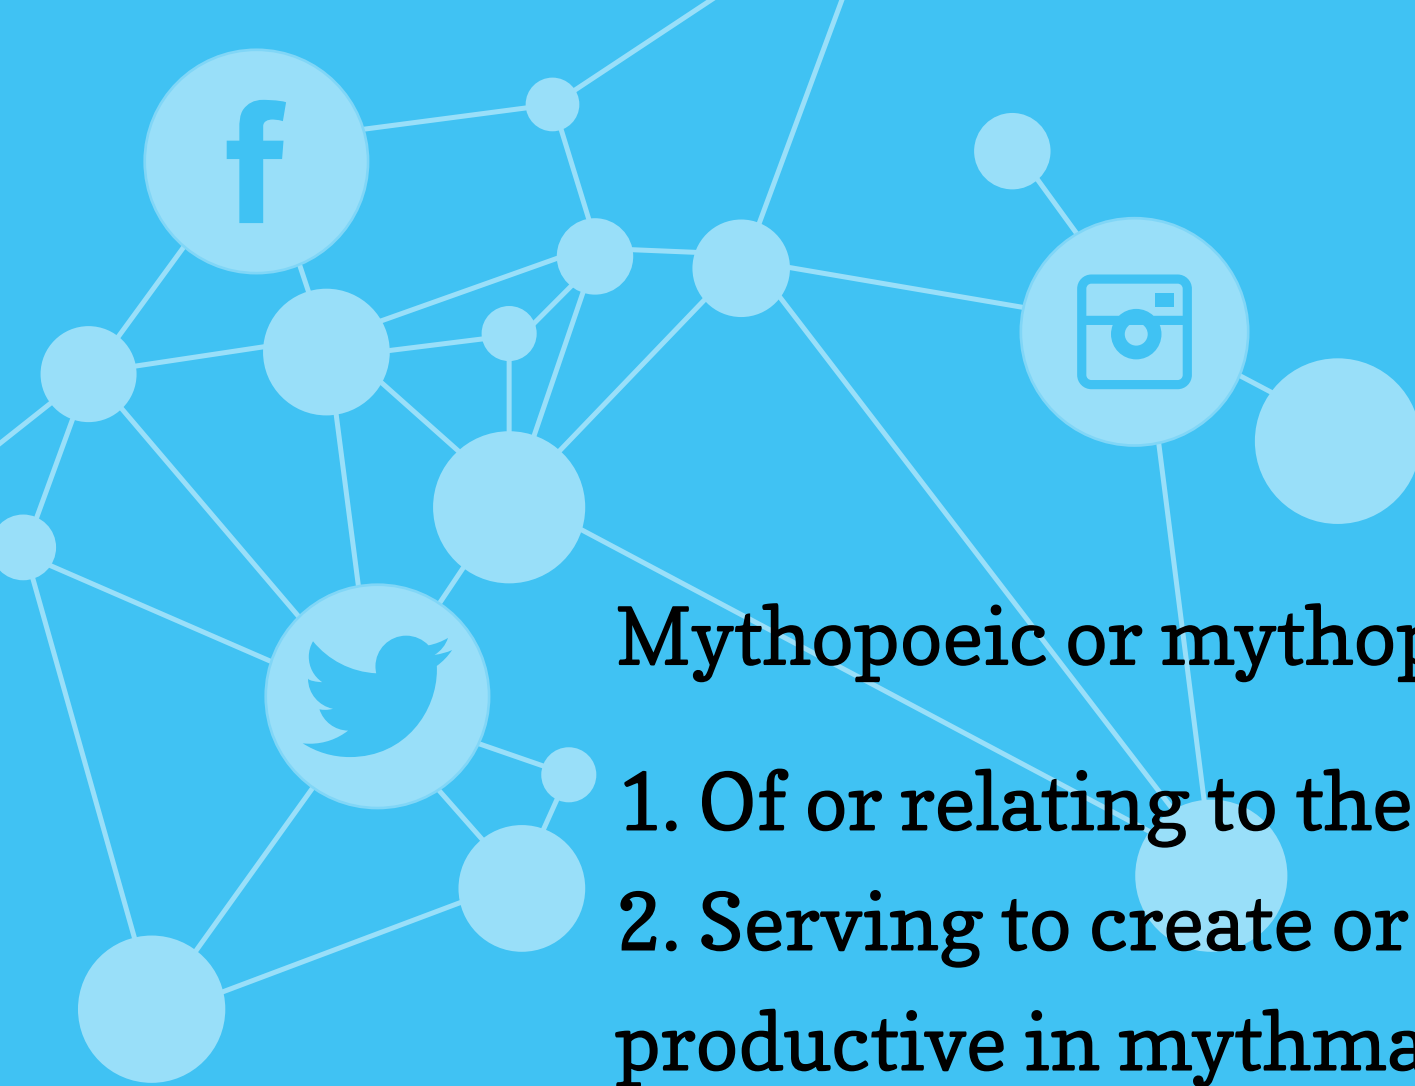 Mythopoeic or mythop
1. Of or relating to the
2. Serving to create or
productive in mythma